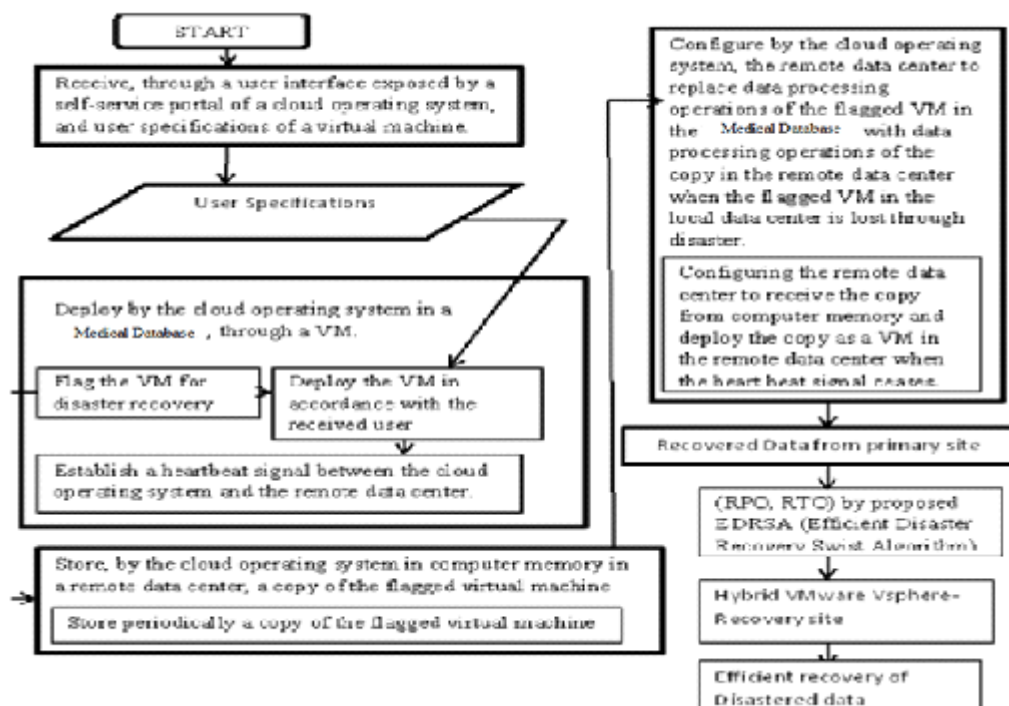 START
Receive, through a user interface exposed by a
self-service portal of a cloud operating system,
and user specifications of a virtual machine.
User Specifications
Deploy by the cloud operating system in a
Medical Database , through a VM.
Flag the VM for
disaster recovery
Deploy the VM in
accordance with the
received user
Establish a heartbeat signal between the cloud
operating system and the remote data center.
Store, by the cloud operating system in computer memory in
a remote data center, a copy of the flagged virtual machine
Store periodically a copy of the flagged virtual machine
Configure by the cloud operating
system, the remote data center to
replace data processing
operations of the flagged VM in
the Medical Database with data
processing operations of the
copy in the remote data center
when the flagged VM in the
local data center is lost through
disaster.
Configuring the remote data
center to receive the copy
from computer memory and
deploy the copy as a VM in
the remote data center when
the heart beat signal ceases.
Recovered Data from primary site
(RPO, RTO) by proposed
EDRSA (Efficient Disaster
Recovery Swist Algorithm)
Hybrid VMware Vsphere-
Recovery site
Efficient recovery of
Disastered data